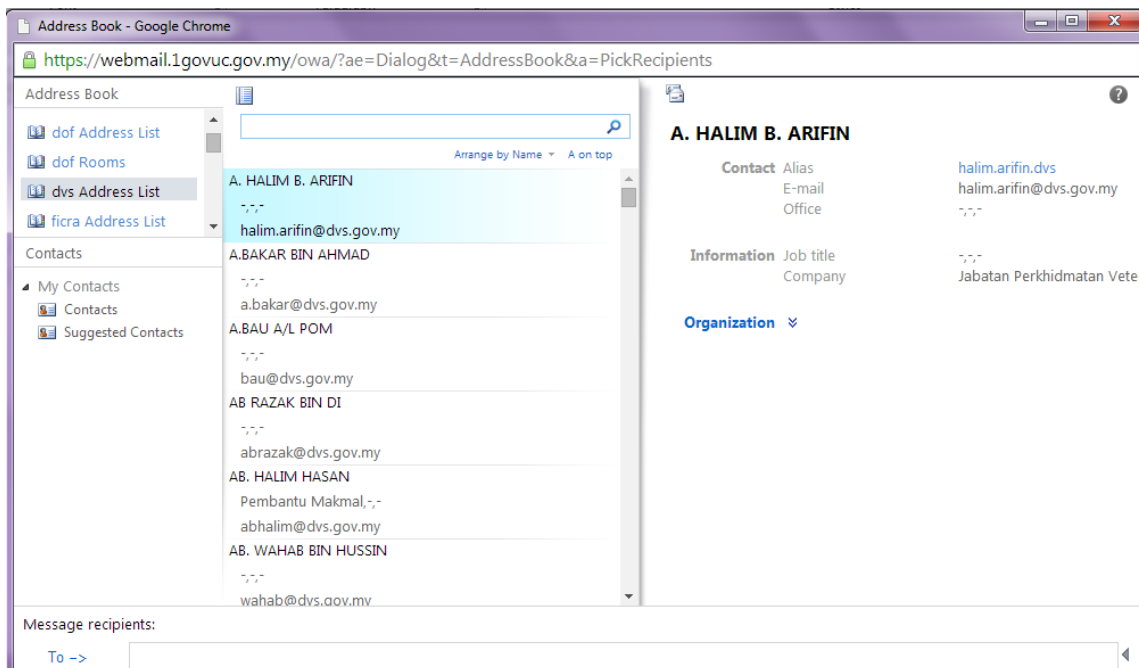 Address Book - Google Chrome
https://webmail.1govuc.gov.my/owa/?ae=Dialog&t=AddressBook&a=PickRecipients
Address Book
dof Address List
dof Rooms
dvs Address List
ficra Address List
Contacts
My Contacts
Contacts
Suggested Contacts
Arrange by Name A on top
A. HALIM B. ARIFIN
-,-,-
halim.arifin@dvs.gov.my
A.BAKAR BIN AHMAD
-,-,-
a.bakar@dvs.gov.my
A.BAU A/L POM
-,-,-
bau@dvs.gov.my
AB RAZAK BIN DI
-,-,-
abrazak@dvs.gov.my
AB. HALIM HASAN
Pembantu Makmal,-,-
abhalim@dvs.gov.my
AB. WAHAB BIN HUSSIN
-,-,-
wahab@dvs.gov.my
A. HALIM B. ARIFIN
Contact Alias halim.arifin.dvs
E-mail halim.arifin@dvs.gov.my
Office -,-,-
Information Job title -,-,-
Company Jabatan Perkhidmatan Vete
Organization
Message recipients:
To ->